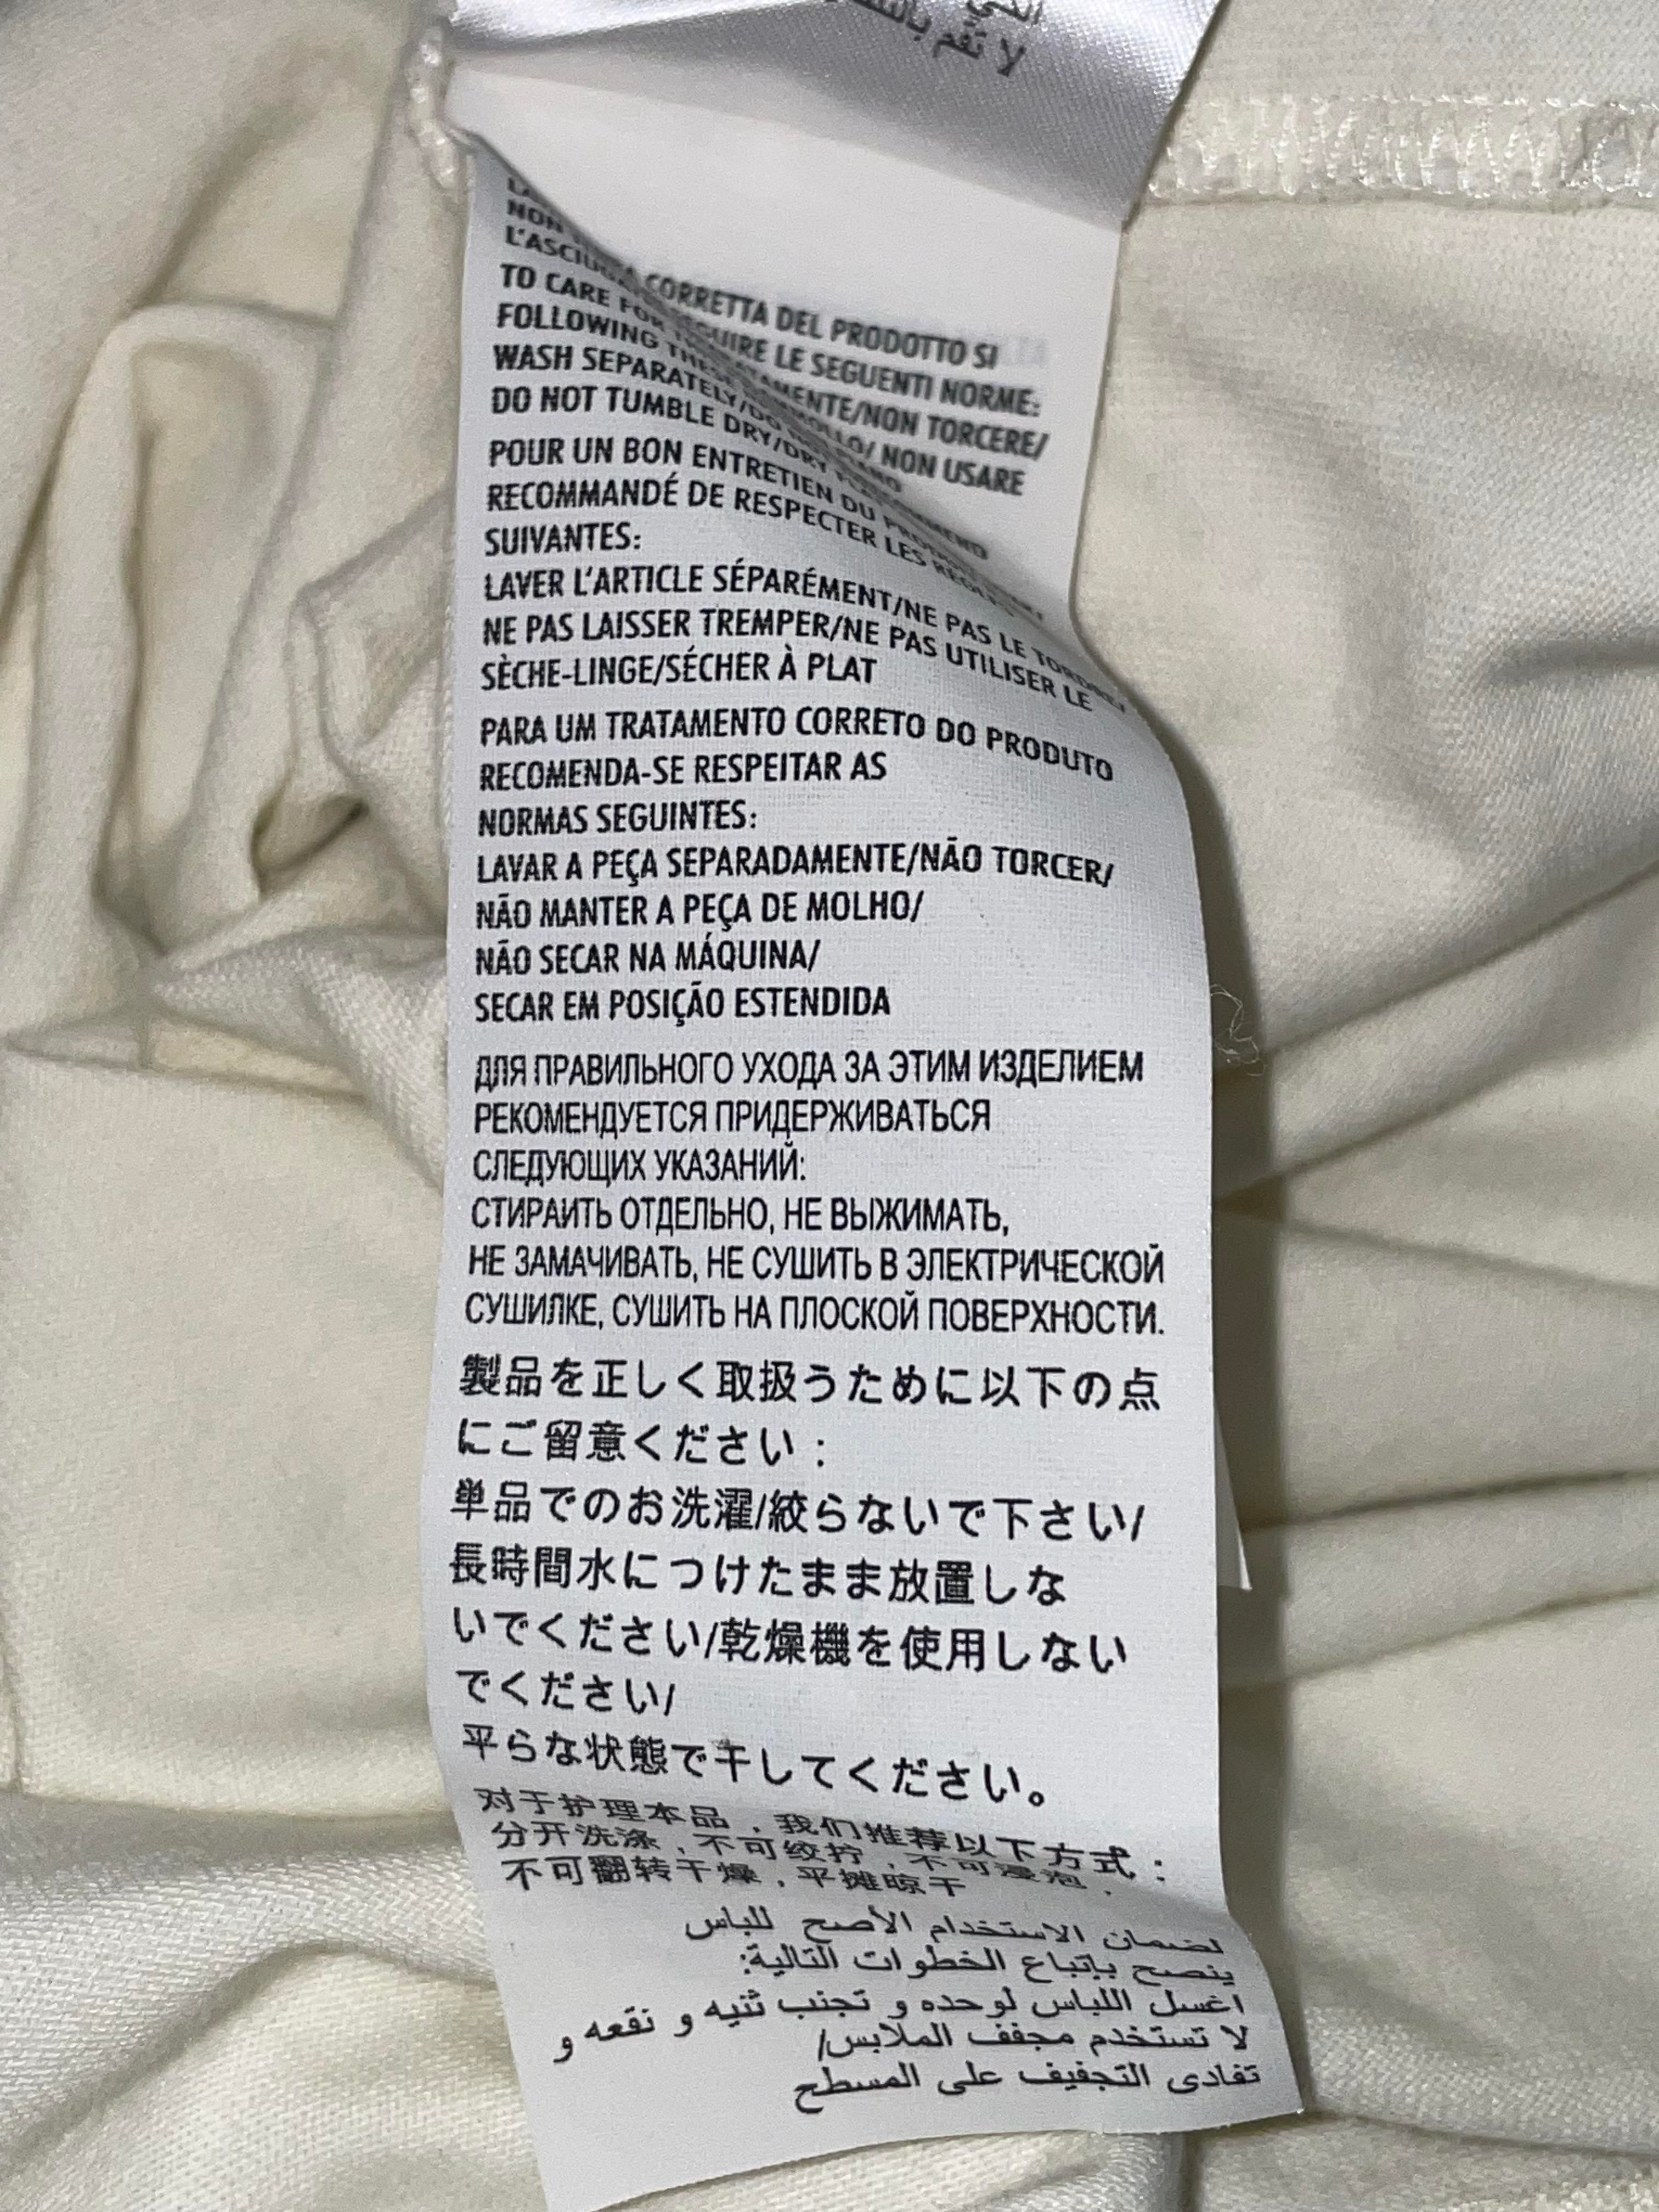 لا تقم
NON
CORRETTA DEL PRODOTTO SI
LE SEGUENTI NORME:
NON TORCERE/
NON USARE
TO CARE FOR
FOLLOWING THESE
WASH SEPARATELY/DO
DO NOT TUMBLE DRY/DRY
POUR UN BON ENTRETIEN DU
RECOMMANDÉ DE RESPECTER LES
SUIVANTES:
LAVER L'ARTICLE SÉPARÉMENT/NE PAS LE TORDRE/
NE PAS LAISSER TREMPER/NE PAS UTILISER LE
SÈCHE-LINGE/SÉCHER À PLAT
PARA UM TRATAMENTO CORRETO DO PRODUTO
RECOMENDA-SE RESPEITAR AS
NORMAS SEGUINTES:
LAVAR A PEÇA SEPARADAMENTE/NÃO TORCER/
NÃO MANTER A PEÇA DE MOLHO/
NÃO SECAR NA MÁQUINA/
SECAR EM POSIÇÃO ESTENDIDA
ДЛЯ ПРАВИЛЬНОГО УХОДА ЗА ЭТИМ ИЗДЕЛИЕМ
РЕКОМЕНДУЕТСЯ ПРИДЕРЖИВАТЬСЯ
СЛЕДУЮЩИХ УКАЗАНИЙ:
СТИРАИТЬ ОТДЕЛЬНО, НЕ ВЫЖИМАТЬ,
НЕ ЗАМАЧИВАТЬ, НЕ СУШИТЬ В ЭЛЕКТРИЧЕСКОЙ
СУШИЛКЕ, СУШИТЬ НА ПЛОСКОЙ ПОВЕРХНОСТИ.
製品を正しく取扱うために以下の点
にご留意ください:
単品でのお洗濯/絞らないで下さい/
長時間水につけたまま放置しな
いでください/乾燥機を使用しない
でください/
平らな状態で干してください。
对于护理本品,我们推荐以下方式:
分开洗涤,不可绞拧,不可浸泡,
不可翻转干燥,平摊晾干
لضمان الاستخدام الأصح للباس
ينصح بإتباع الخطوات التالية:
اغسل اللباس لوحده و تجنب ثنيه و نقعه و
لا تستخدم مجفف الملابس/
تفادى التجفيف على المسطح